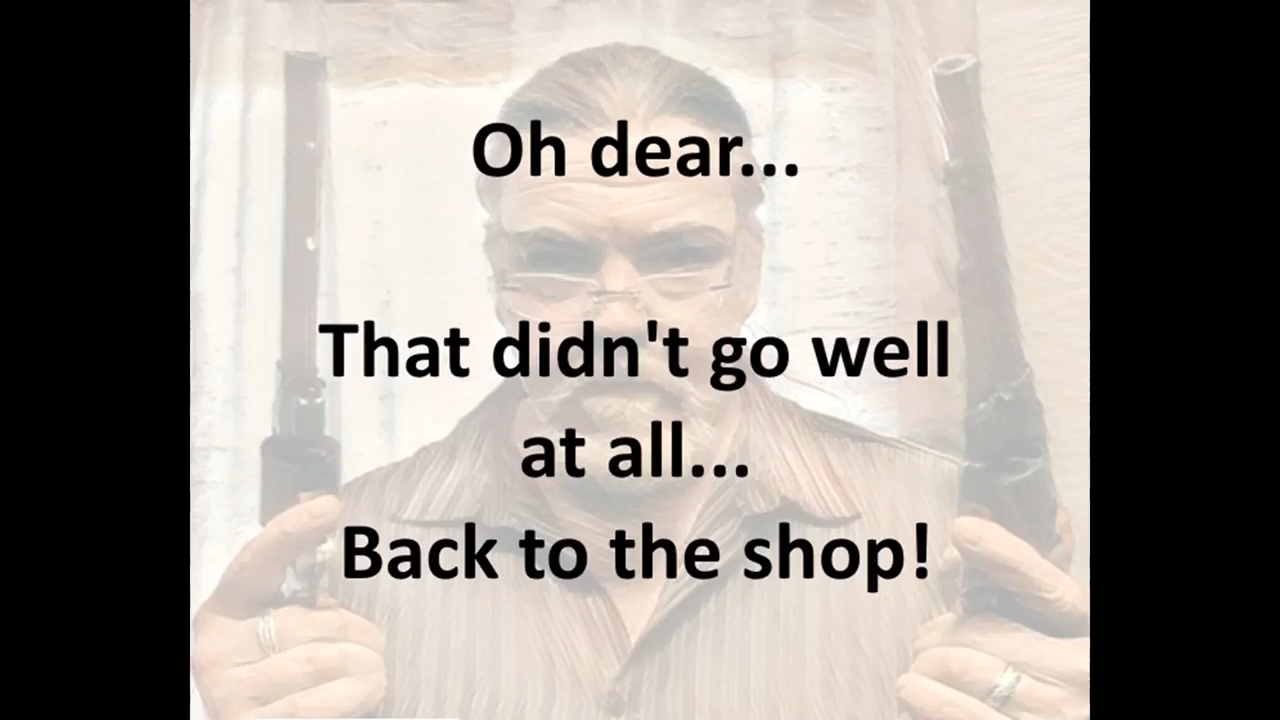 Oh dear...
That didn't go well
at all...
Back to the shop!